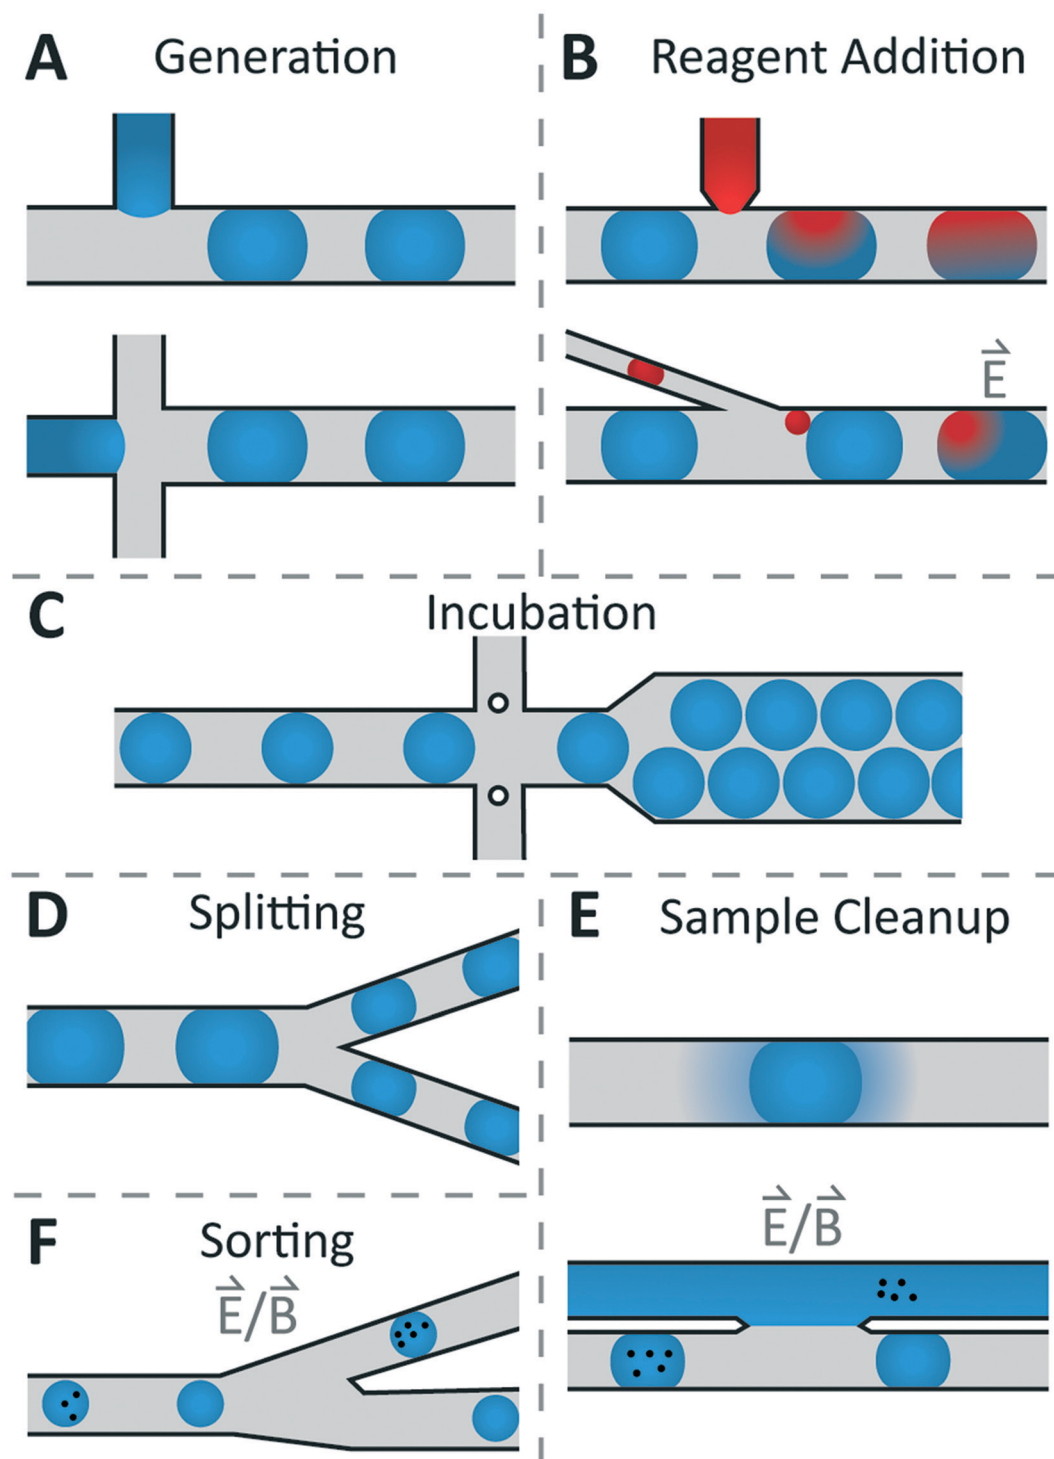 A Generation
B Reagent Addition
E⃗
C Incubation
D Splitting
E Sample Cleanup
E⃗/B⃗
F Sorting
E⃗/B⃗